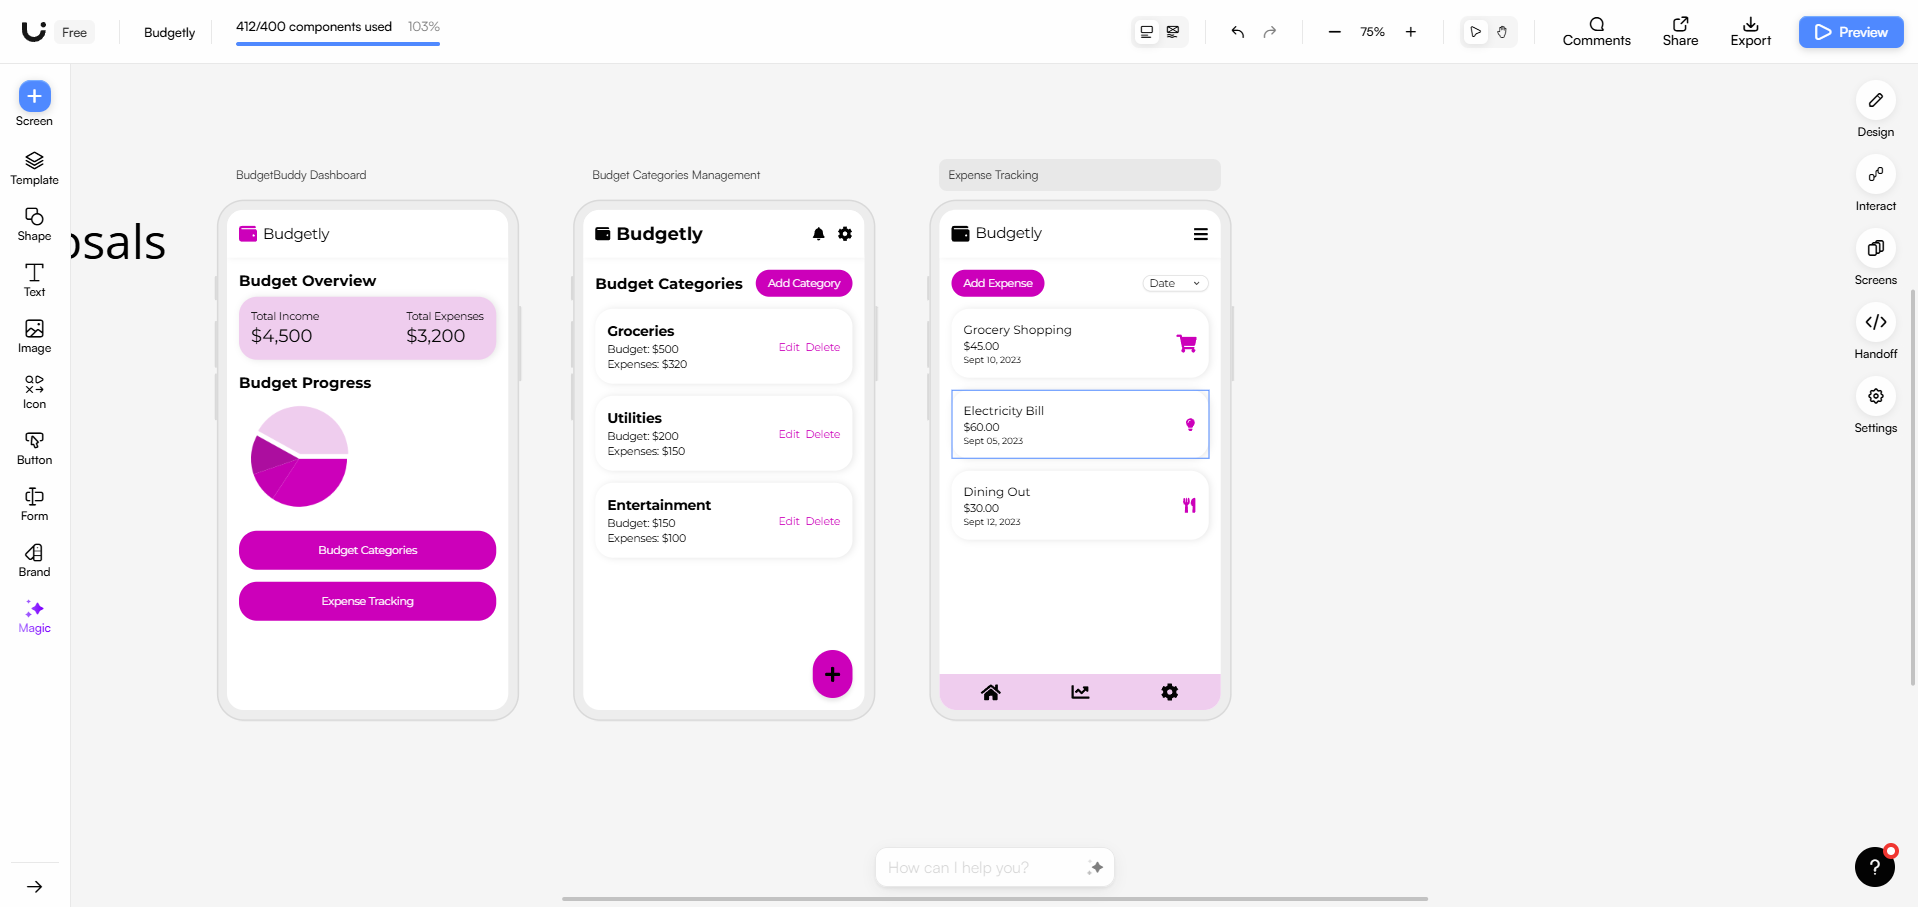 Free
Budgetly
412/400 components used 103%
75%
Comments
Share
Export
Preview
Screen
Template
Shape
Text
Image
Icon
Button
Form
Brand
Magic
osals
BudgetBuddy Dashboard
Budgetly
Budget Overview
Total Income Total Expenses
$4,500 $3,200
Budget Progress
Budget Categories
Expense Tracking
Budget Categories Management
Budgetly
Budget Categories Add Category
Groceries
Budget: $500
Expenses: $320
Edit Delete
Utilities
Budget: $200
Expenses: $150
Edit Delete
Entertainment
Budget: $150
Expenses: $100
Edit Delete
Expense Tracking
Budgetly
Add Expense Date
Grocery Shopping
$45.00
Sept 10, 2023
Electricity Bill
$60.00
Sept 05, 2023
Dining Out
$30.00
Sept 12, 2023
Design
Interact
Screens
Handoff
Settings
How can I help you?
?